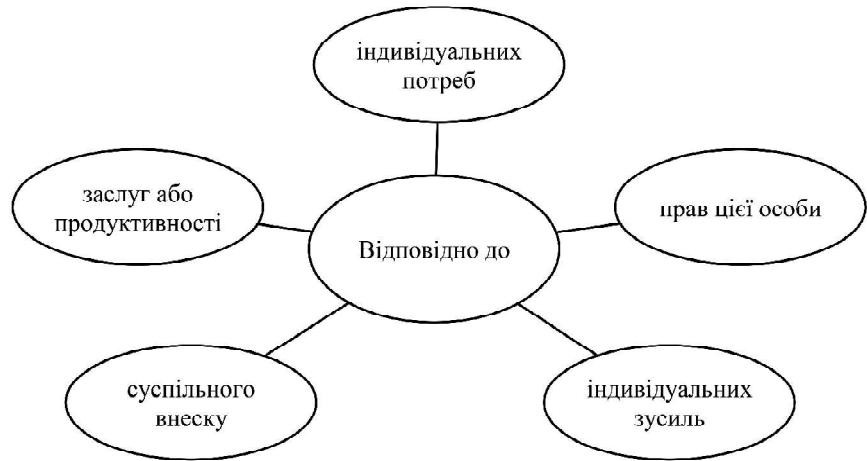 індивідуальних
потреб
заслуг або
продуктивності
прав цієї особи
Відповідно до
суспільного
внеску
індивідуальних
зусиль